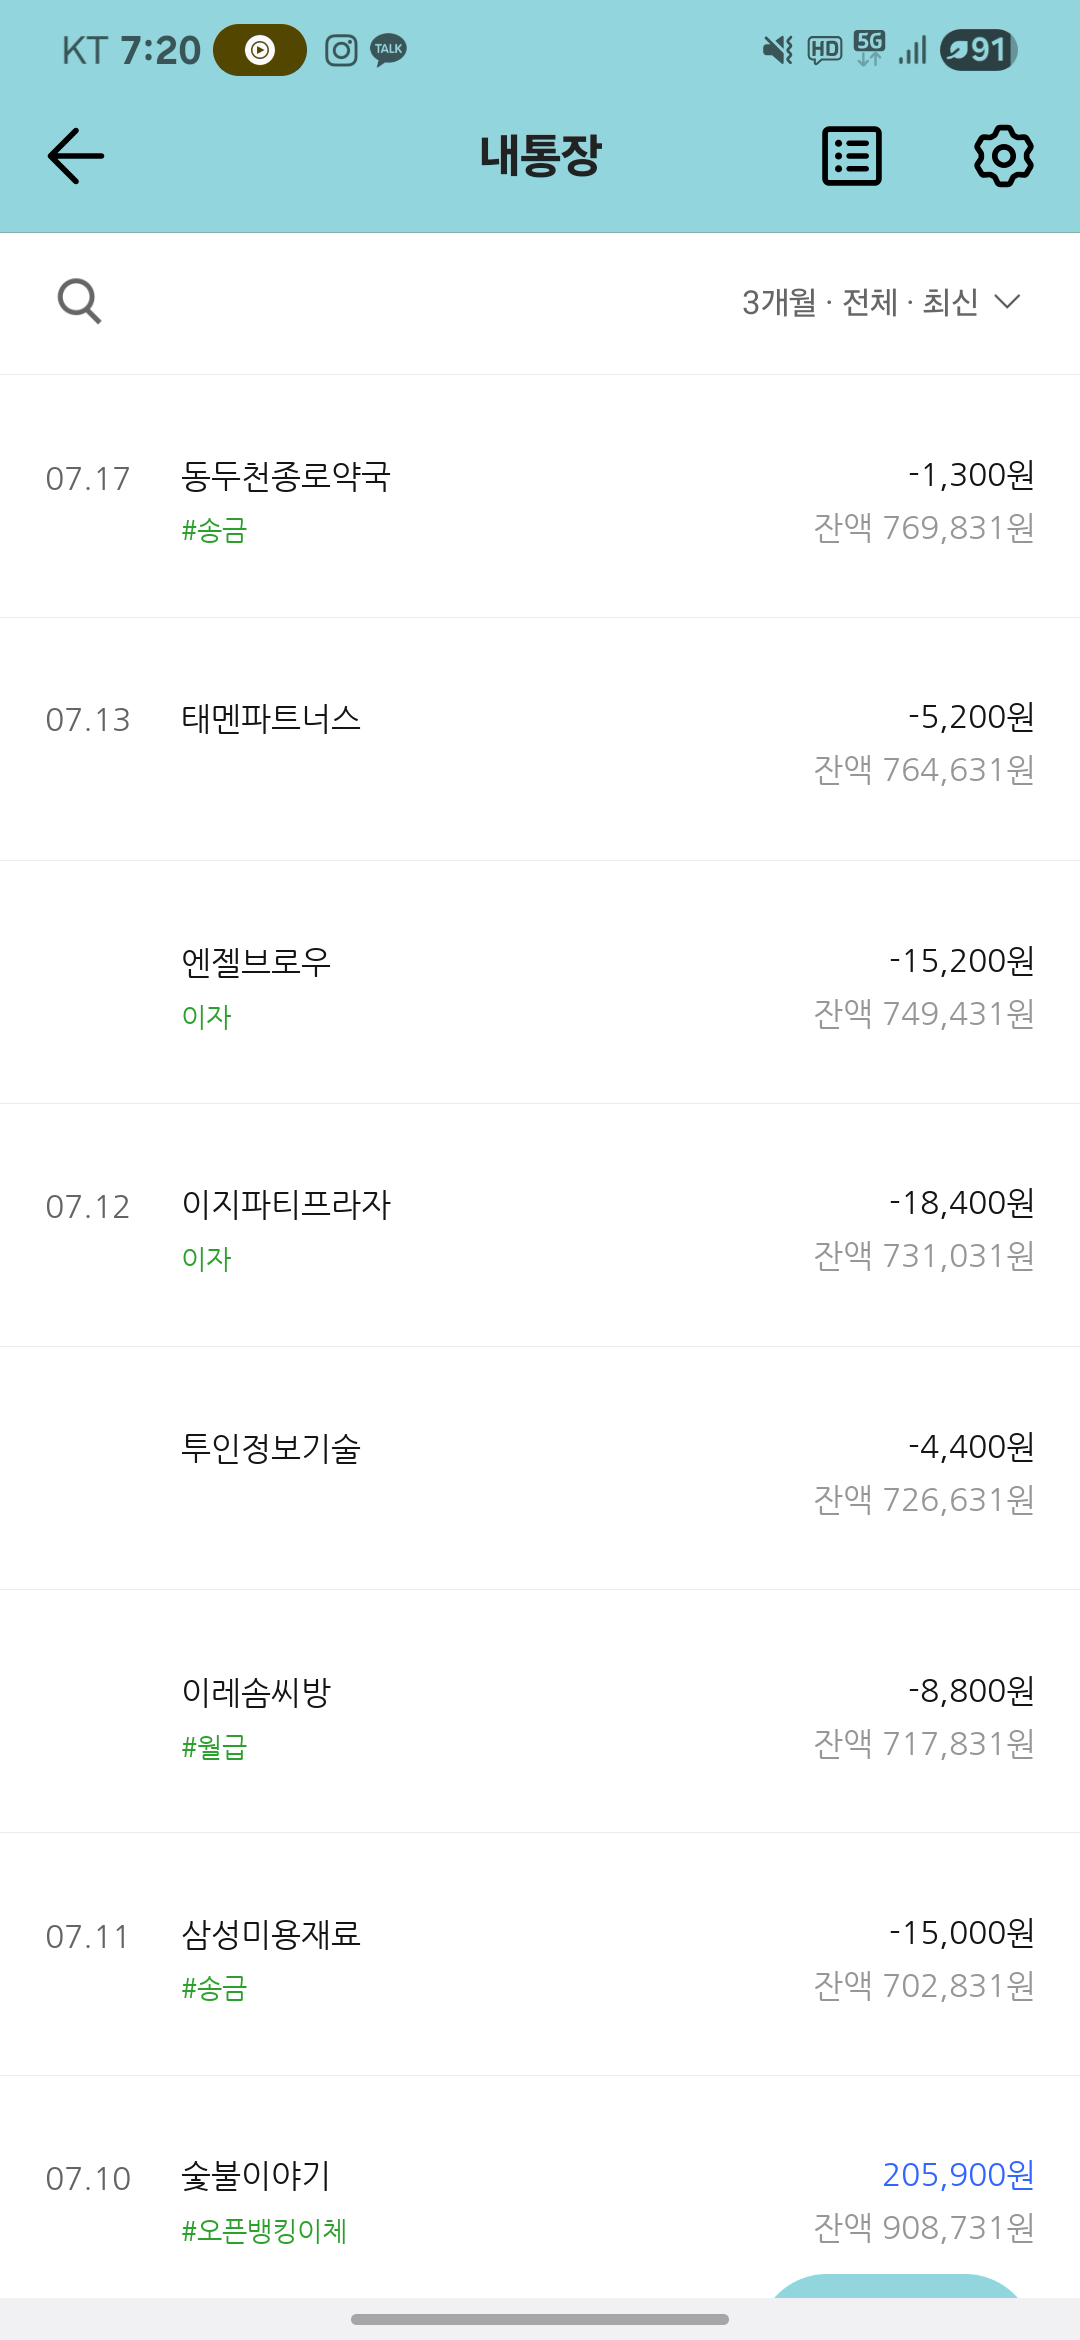 KT 7:20 TALK HD 5G 91
내통장
3개월 · 전체 · 최신
07.17 동두천종로약국 -1,300원
#송금 잔액 769,831원
07.13 태멘파트너스 -5,200원
잔액 764,631원
엔젤브로우 -15,200원
이자 잔액 749,431원
07.12 이지파티프라자 -18,400원
이자 잔액 731,031원
투인정보기술 -4,400원
잔액 726,631원
이레솜씨방 -8,800원
#월급 잔액 717,831원
07.11 삼성미용재료 -15,000원
#송금 잔액 702,831원
07.10 숯불이야기 205,900원
#오픈뱅킹이체 잔액 908,731원